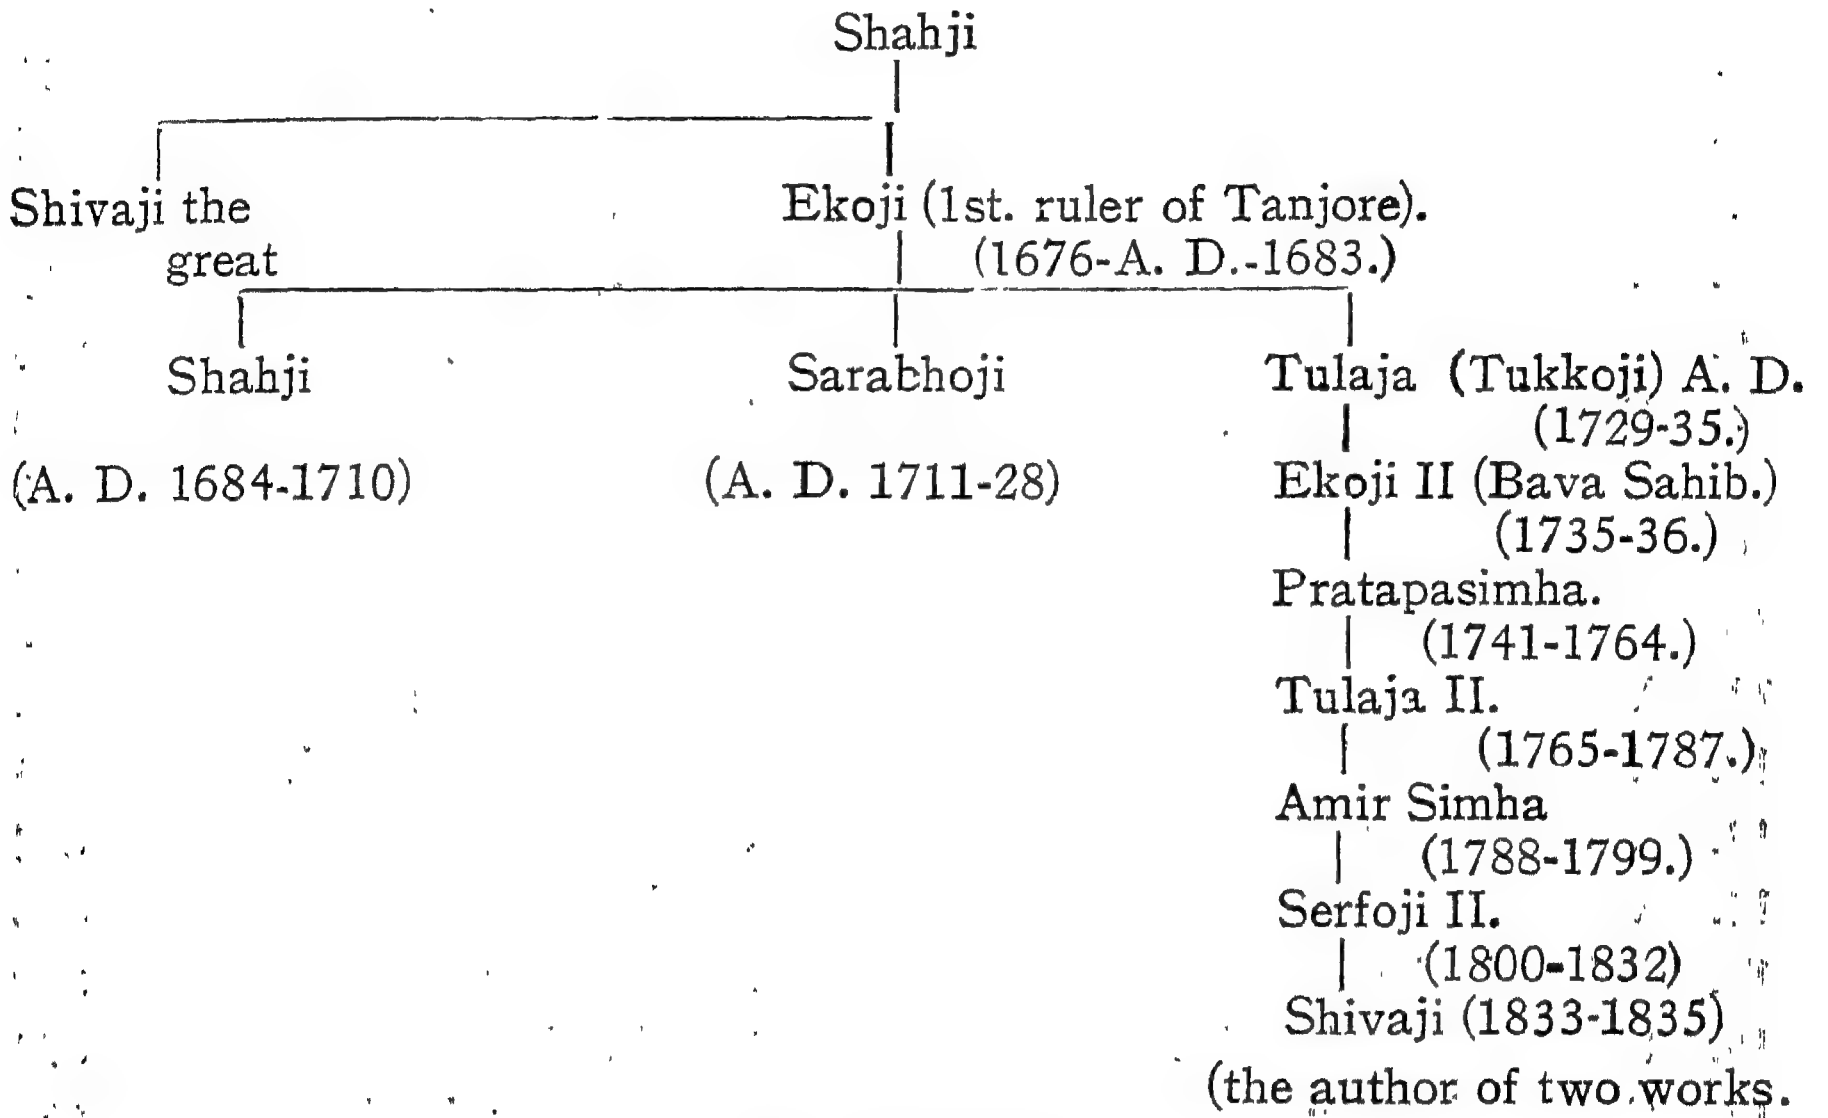 Shahji
Shivaji the
great
Ekoji (1st. ruler of Tanjore).
(1676-A. D.-1683.)
Shahji
(A. D. 1684-1710)
Sarabhoji
(A. D. 1711-28)
Tulaja (Tukkoji) A. D.
(1729-35.)
Ekoji II (Bava Sahib.)
(1735-36.)
Pratapasimha.
(1741-1764.)
Tulaja II.
(1765-1787.)
Amir Simha
(1788-1799.)
Serfoji II.
(1800-1832)
Shivaji (1833-1835)
(the author of two works.